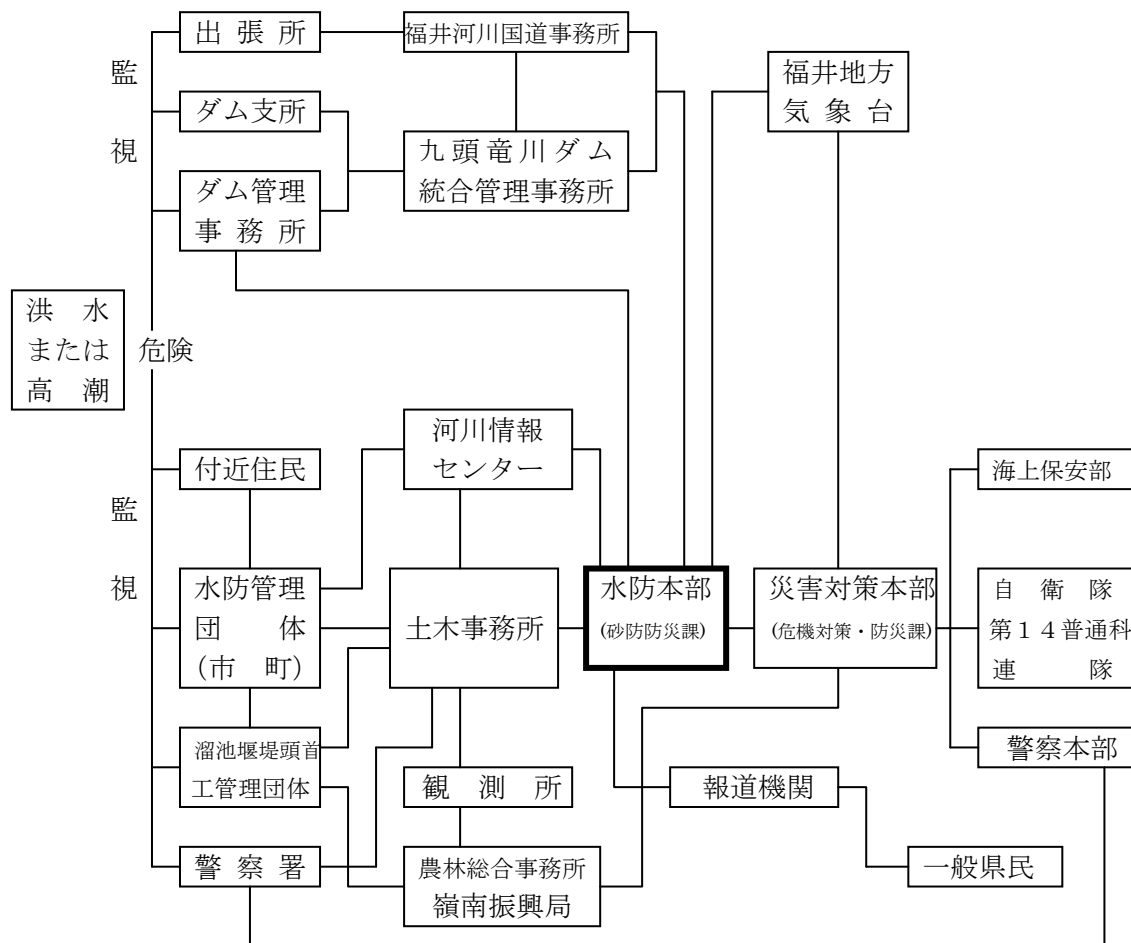 出張所
福井河川国道事務所
監
視
福井地方
気象台
ダム支所
九頭竜川ダム
統合管理事務所
ダム管理
事務所
洪水
または
高潮
危険
河川情報
センター
付近住民
海上保安部
監
視
水防管理
団体
(市町)
土木事務所
水防本部
(砂防防災課)
災害対策本部
(危機対策・防災課)
自衛隊
第14普通科
連隊
溜池堰堤頭首
工管理団体
警察本部
観測所
報道機関
警察署
農林総合事務所
嶺南振興局
一般県民